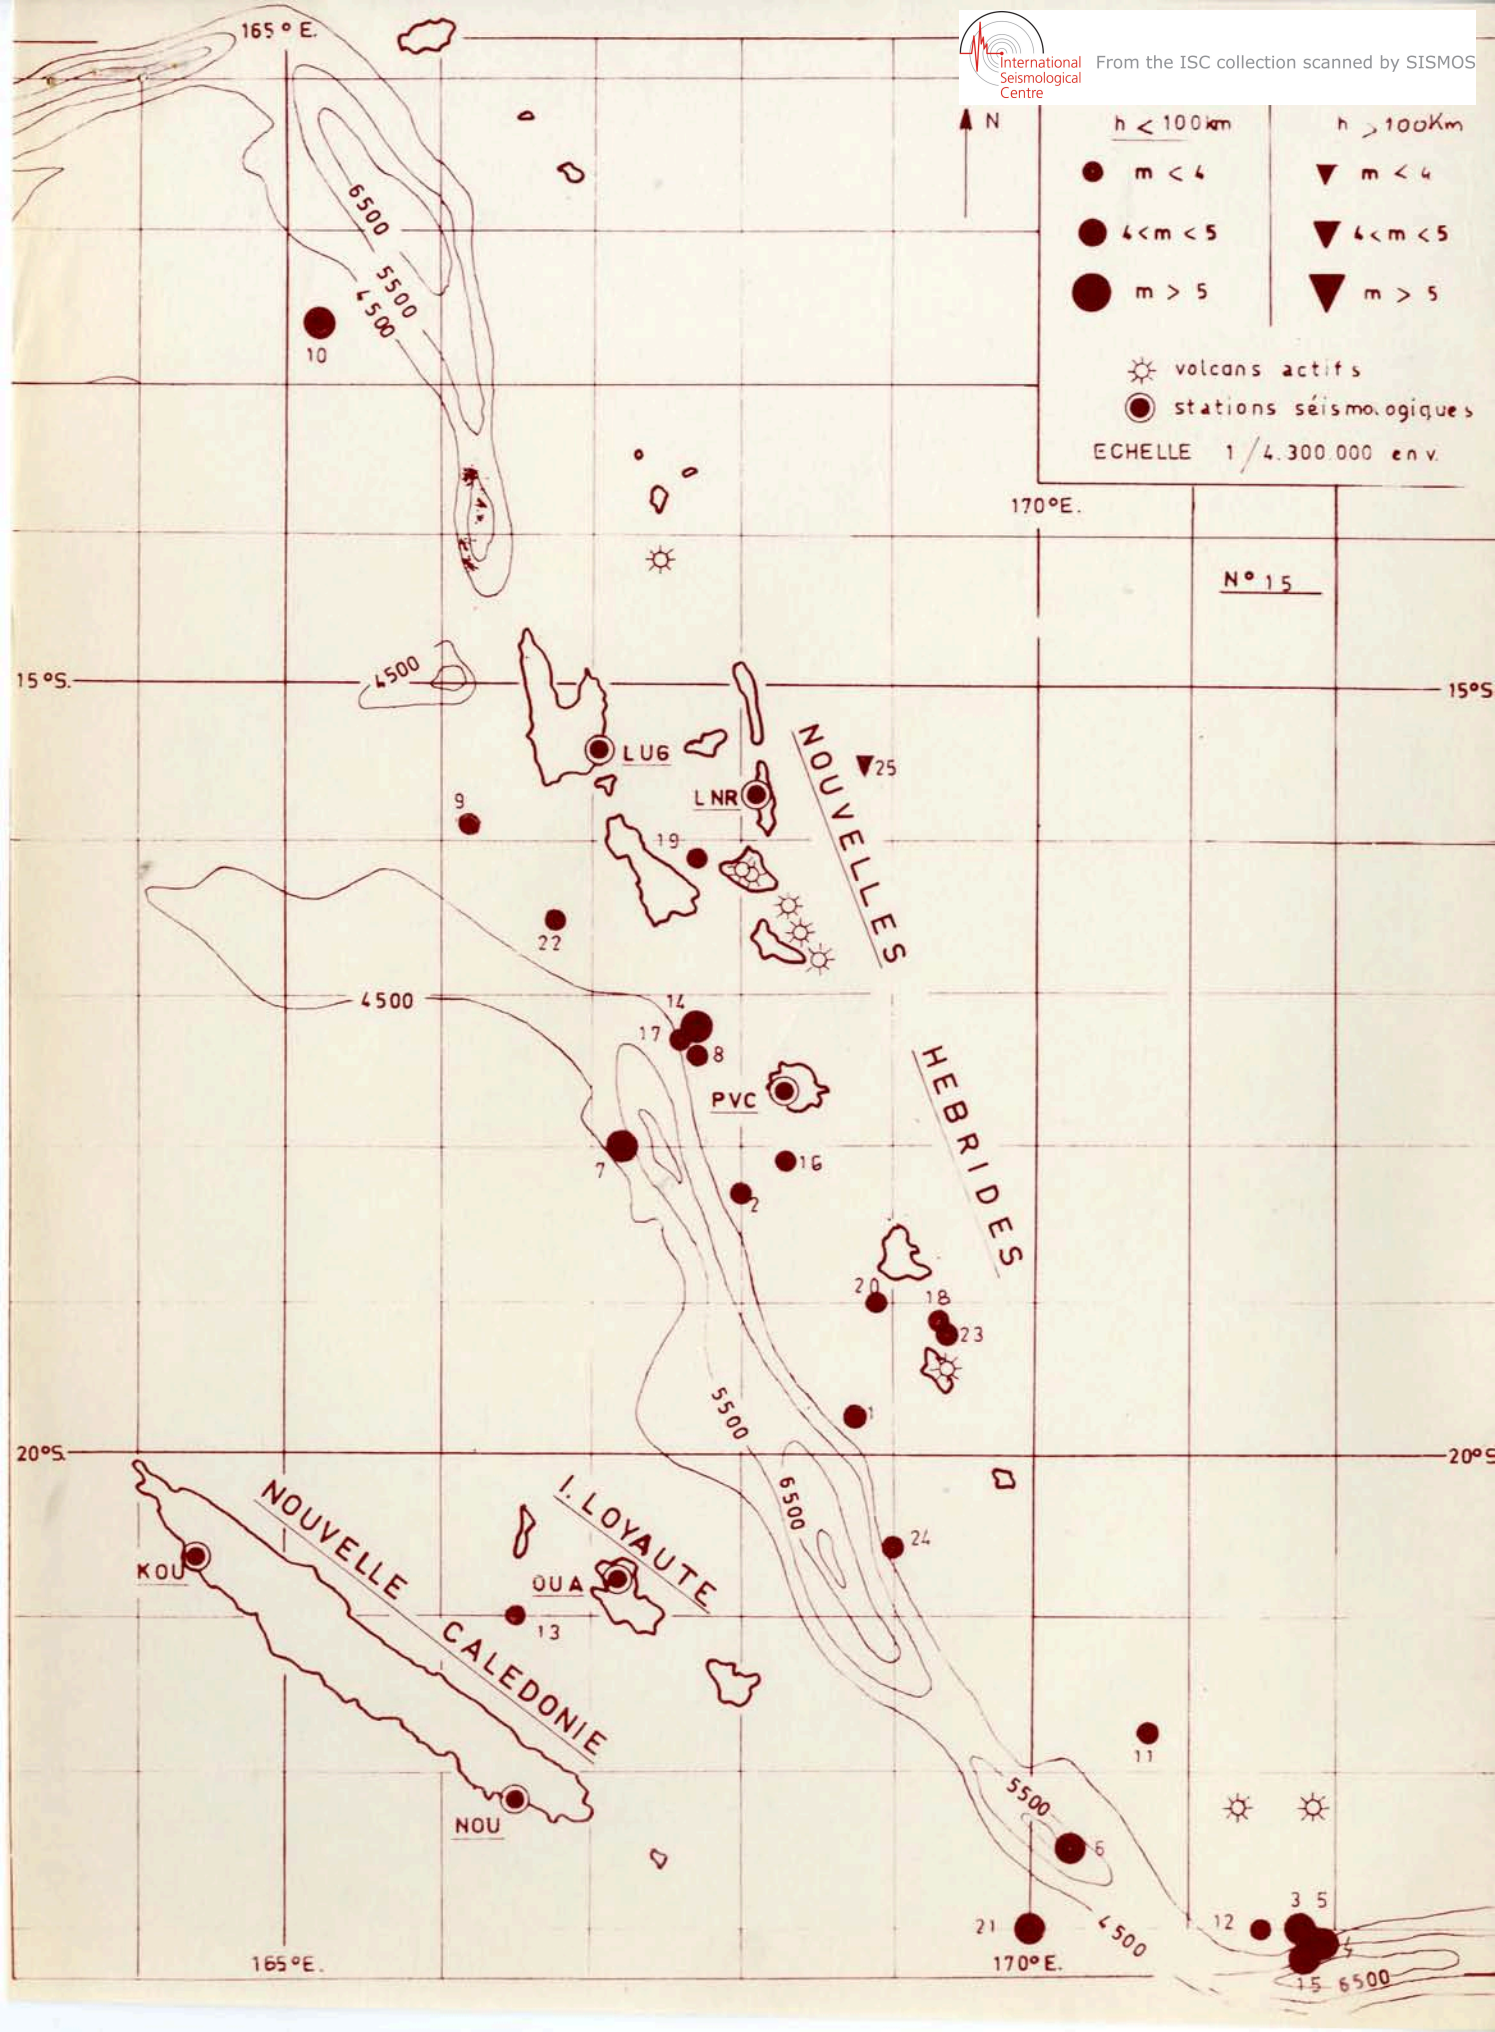 165° E.
International
Seismological
Centre
From the ISC collection scanned by SISMOS
N
h < 100km
h > 100Km
m < 4
m < 4
4 < m < 5
4 < m < 5
m > 5
m > 5
volcans actifs
stations séismologiques
ECHELLE 1/4.300.000 env.
6500
5500
4500
10
170°E.
N° 15
15°S.
4500
15°S
LUG
LNR
25
NOUVELLES
9
19
22
4500
14
17
8
PVC
HEBRIDES
7
16
2
20
18
23
5500
1
20°S.
20°S
6500
NOUVELLE CALEDONIE
I. LOYAUTE
24
KOU
OUA
13
11
NOU
5500
6
3 5
12
21
4500
4
165°E.
170°E.
15
6500